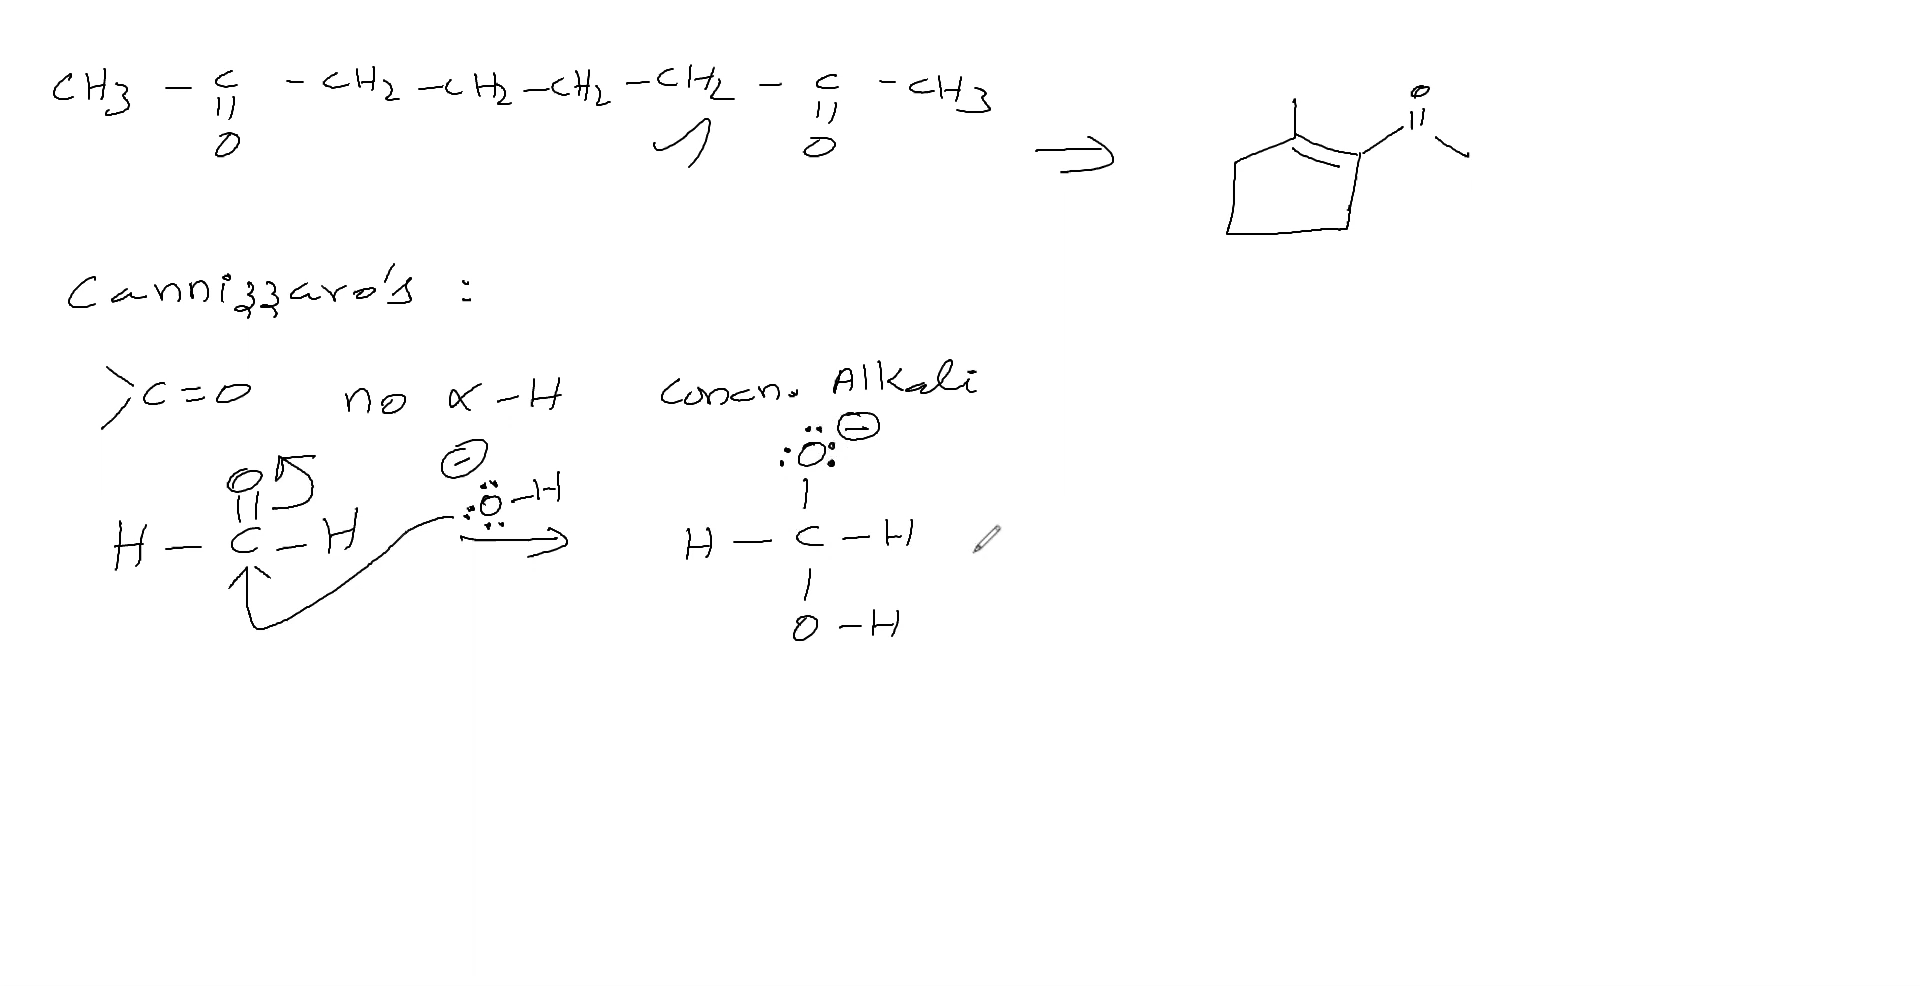 CH3 - C - CH2 - CH2 - CH2 - CH2 - C - CH3
O O O
Cannizzaro's :
>C=O no α-H Concn. Alkali
:O: ⊖
O ⊖ :O-H
H - C - H H - C - H
O - H